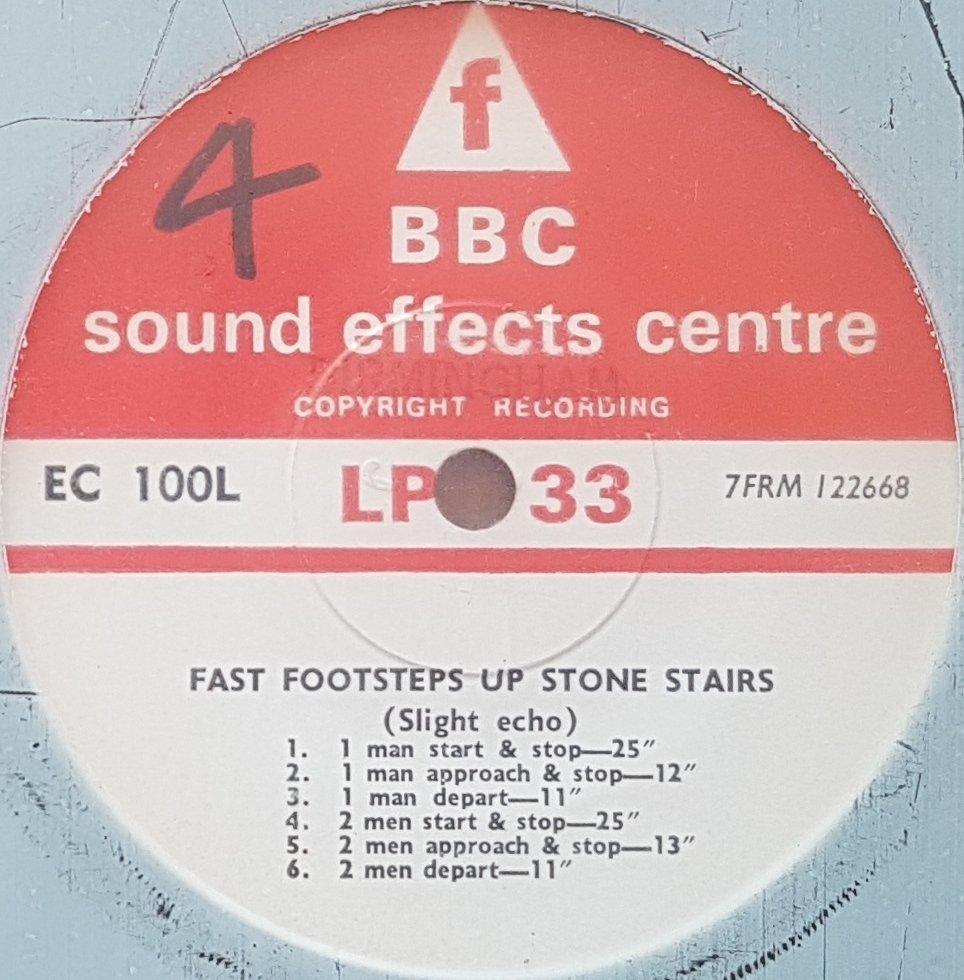 f
4
BBC
sound effects centre
BIRMINGHAM
COPYRIGHT RECORDING
EC 100L LP 33 7FRM 122668
FAST FOOTSTEPS UP STONE STAIRS
(Slight echo)
1. 1 man start & stop—25″
2. 1 man approach & stop—12″
3. 1 man depart—11″
4. 2 men start & stop—25″
5. 2 men approach & stop—13″
6. 2 men depart—11″